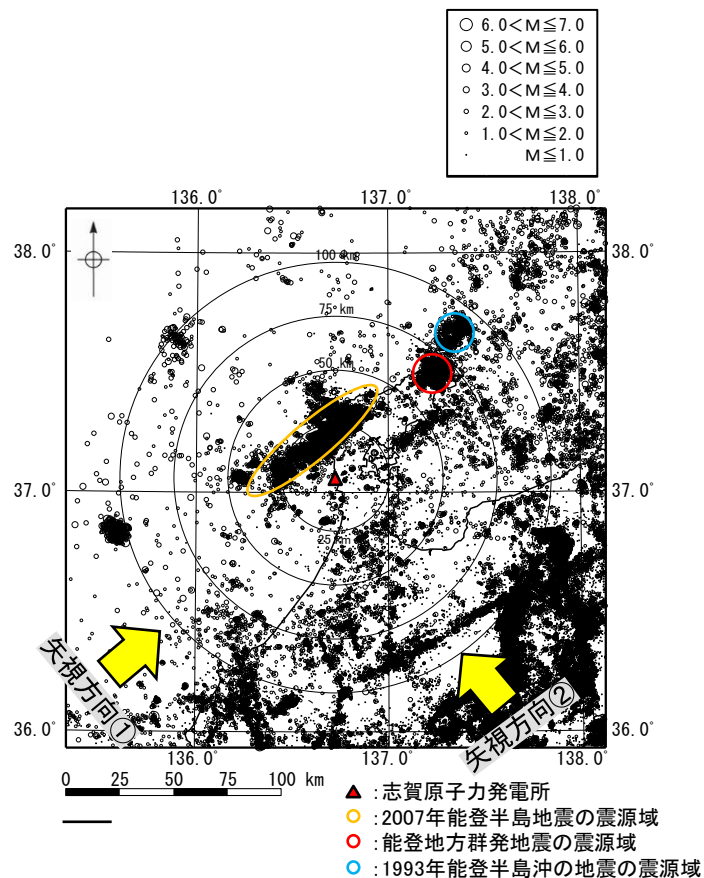 6.0<M≦7.0
5.0<M≦6.0
4.0<M≦5.0
3.0<M≦4.0
2.0<M≦3.0
1.0<M≦2.0
M≦1.0
136.0° 137.0° 138.0°
38.0° 38.0°
100 km
75 km
50 km
37.0° 37.0°
25 km
矢視方向①
矢視方向②
36.0° 36.0°
136.0° 137.0° 138.0°
0 25 50 75 100 km
:志賀原子力発電所
:2007年能登半島地震の震源域
:能登地方群発地震の震源域
:1993年能登半島沖の地震の震源域